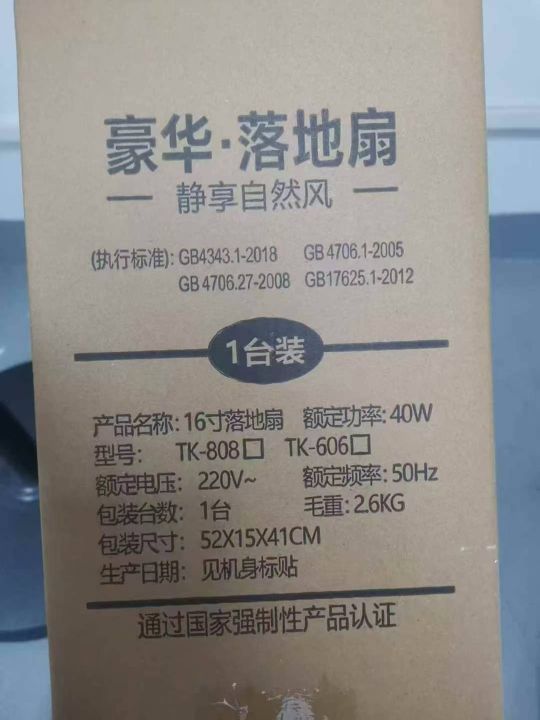 豪华·落地扇
— 静享自然风 —
(执行标准): GB4343.1-2018 GB 4706.1-2005
GB 4706.27-2008 GB17625.1-2012
1台装
产品名称: 16寸落地扇 额定功率: 40W
型号: TK-808□ TK-606□
额定电压: 220V~ 额定频率: 50Hz
包装台数: 1台 毛重: 2.6KG
包装尺寸: 52X15X41CM
生产日期: 见机身标贴
通过国家强制性产品认证